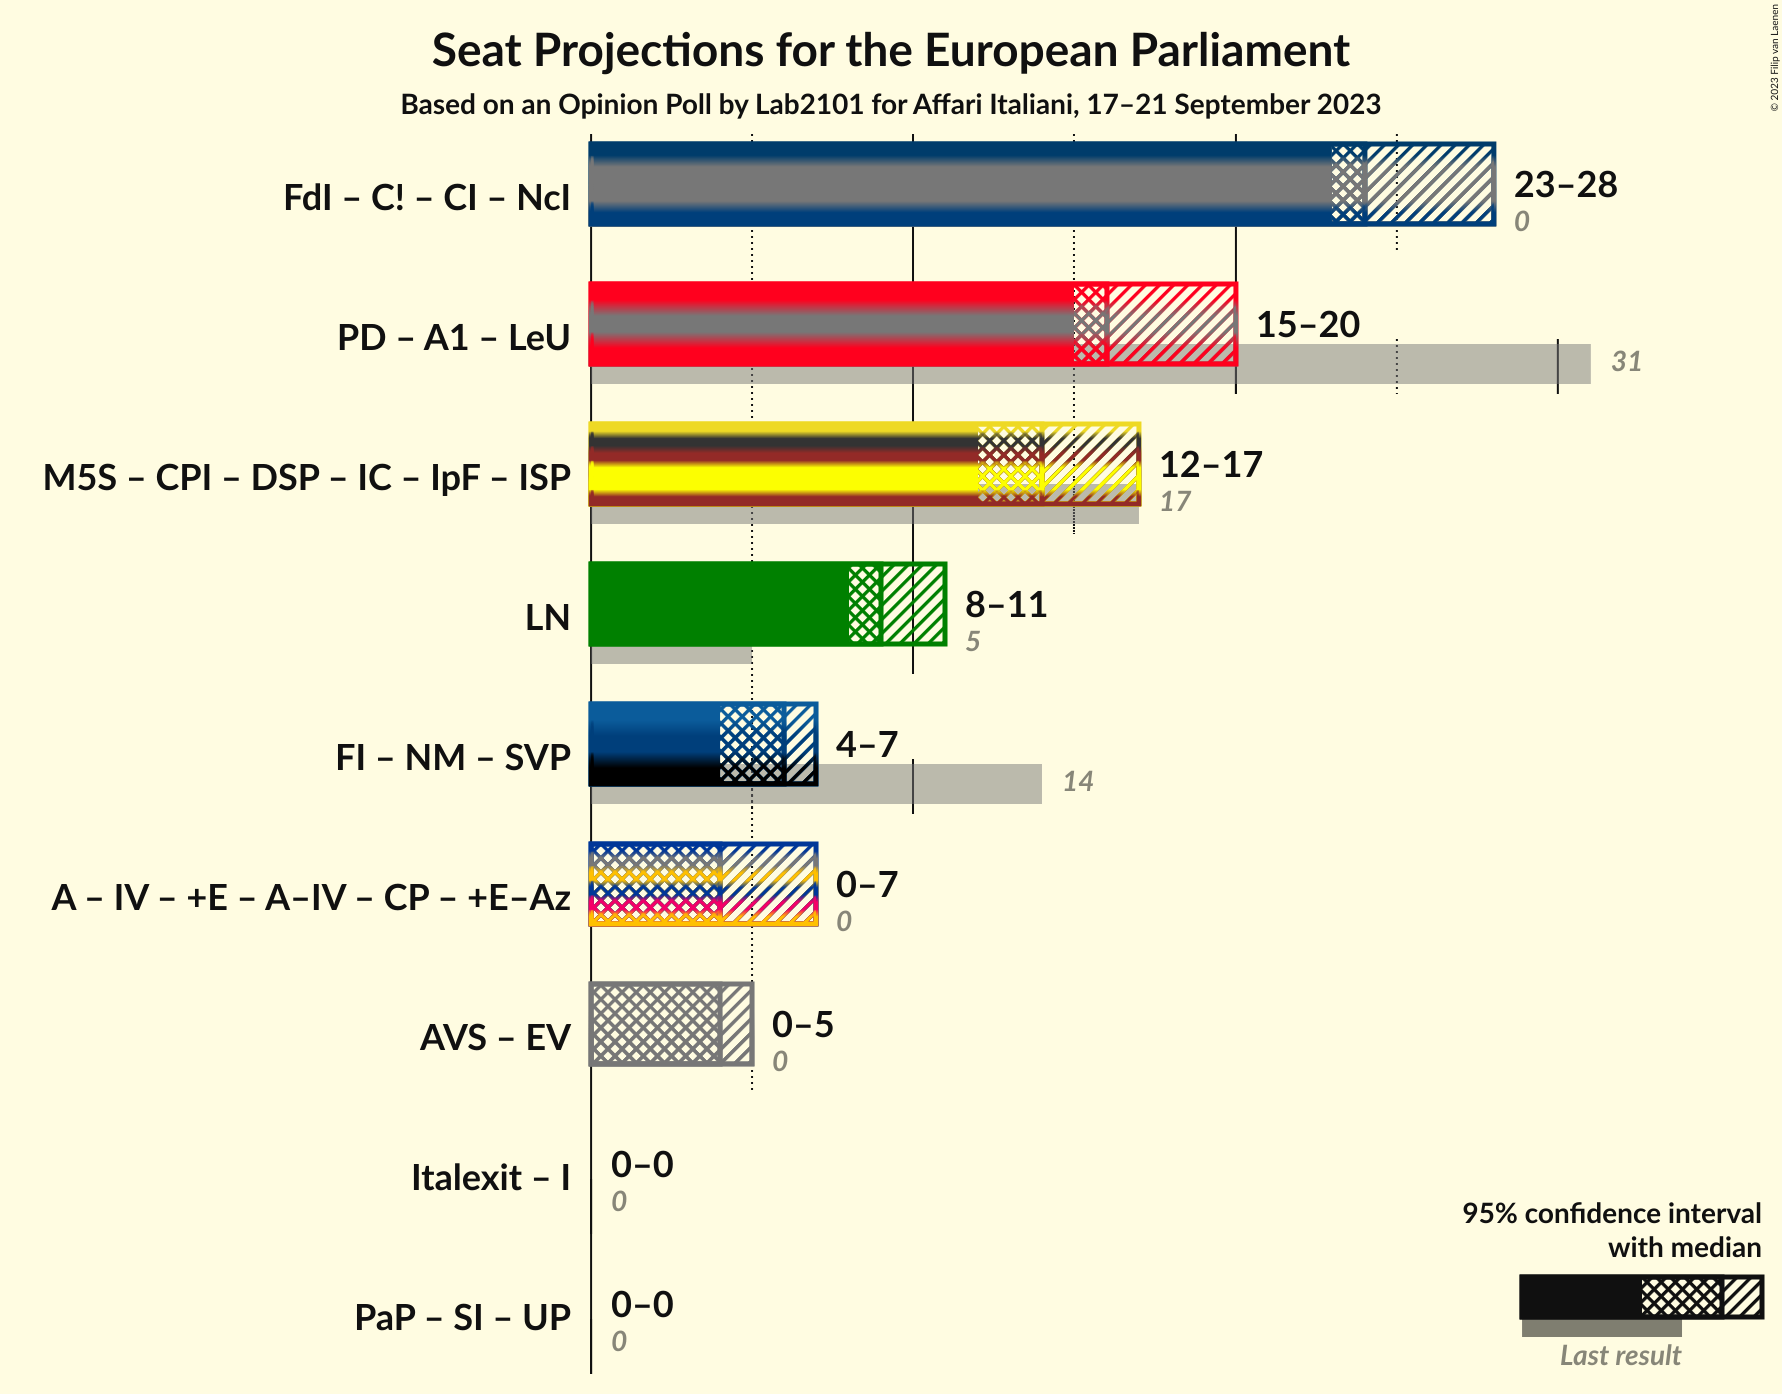 Seat Projections for the European Parliament
Based on an Opinion Poll by Lab2101 for Affari Italiani, 17–21 September 2023
© 2023 Filip van Laenen
FdI – C! – CI – NcI
23–28
0
PD – A1 – LeU
15–20
31
M5S – CPI – DSP – IC – IpF – ISP
12–17
17
LN
8–11
5
FI – NM – SVP
4–7
14
A – IV – +E – A–IV – CP – +E–Az
0–7
0
AVS – EV
0–5
0
Italexit – I
0–0
0
PaP – SI – UP
0–0
0
95% confidence interval
with median
Last result